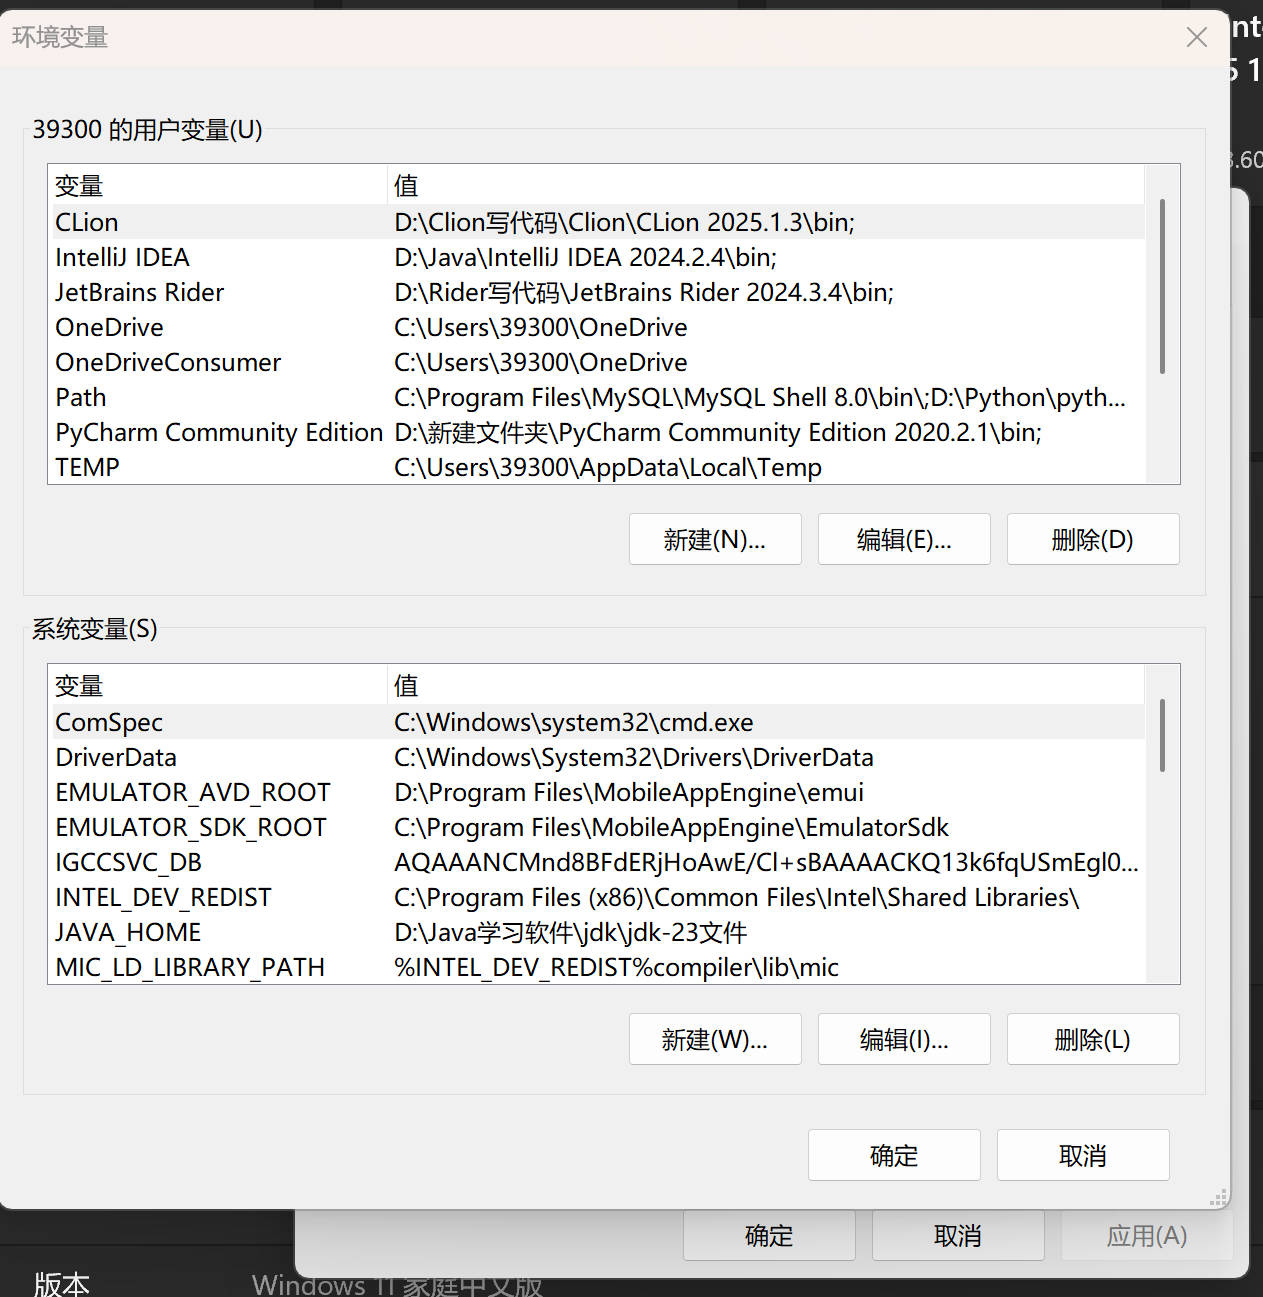 环境变量
39300 的用户变量(U)
变量 值
CLion D:\Clion写代码\Clion\CLion 2025.1.3\bin;
IntelliJ IDEA D:\Java\IntelliJ IDEA 2024.2.4\bin;
JetBrains Rider D:\Rider写代码\JetBrains Rider 2024.3.4\bin;
OneDrive C:\Users\39300\OneDrive
OneDriveConsumer C:\Users\39300\OneDrive
Path C:\Program Files\MySQL\MySQL Shell 8.0\bin\;D:\Python\pyth...
PyCharm Community Edition D:\新建文件夹\PyCharm Community Edition 2020.2.1\bin;
TEMP C:\Users\39300\AppData\Local\Temp
新建(N)... 编辑(E)... 删除(D)
系统变量(S)
变量 值
ComSpec C:\Windows\system32\cmd.exe
DriverData C:\Windows\System32\Drivers\DriverData
EMULATOR_AVD_ROOT D:\Program Files\MobileAppEngine\emui
EMULATOR_SDK_ROOT C:\Program Files\MobileAppEngine\EmulatorSdk
IGCCSVC_DB AQAAANCMnd8BFdERjHoAwE/Cl+sBAAAACKQ13k6fqUSmEgl0...
INTEL_DEV_REDIST C:\Program Files (x86)\Common Files\Intel\Shared Libraries\
JAVA_HOME D:\Java学习软件\jdk\jdk-23文件
MIC_LD_LIBRARY_PATH %INTEL_DEV_REDIST%compiler\lib\mic
新建(W)... 编辑(I)... 删除(L)
确定 取消
确定 取消 应用(A)
版本 Windows 11 家庭中文版